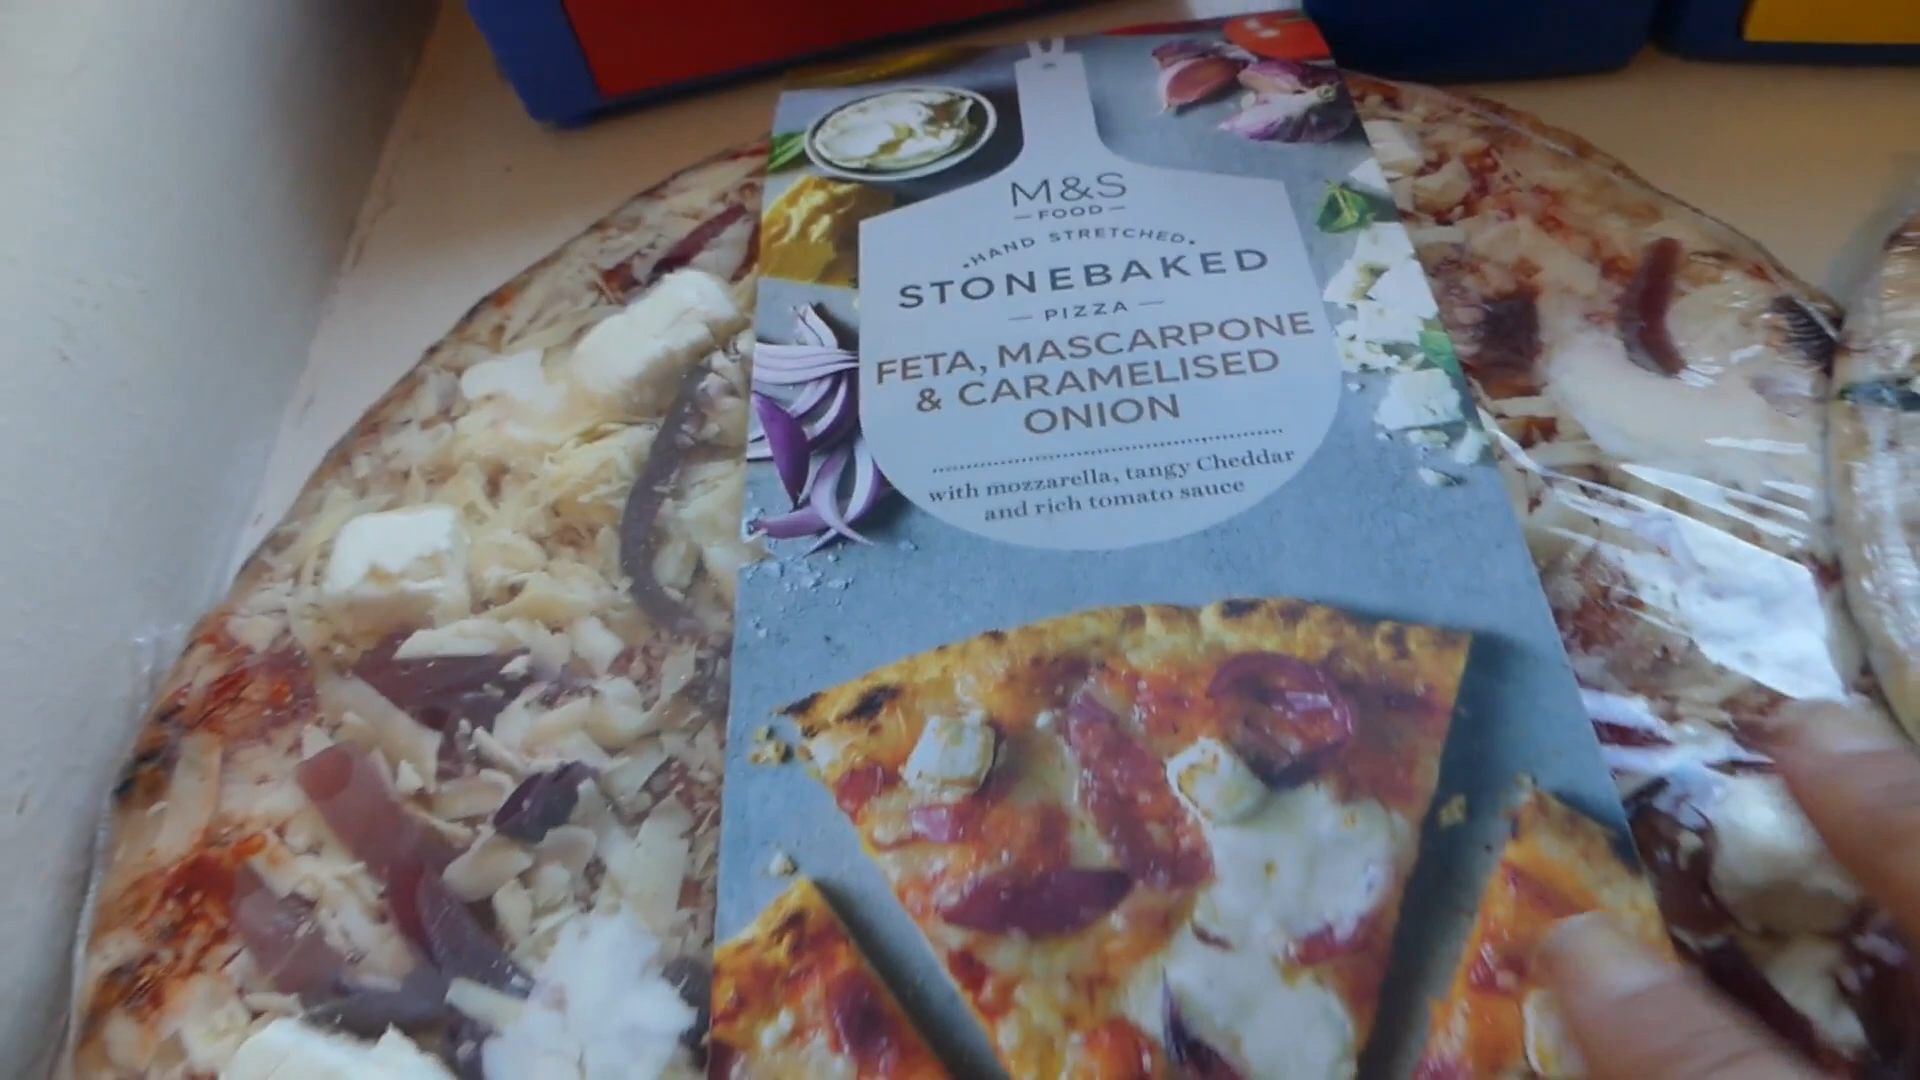 M&S
FOOD
HAND STRETCHED
STONEBAKED
PIZZA
FETA, MASCARPONE
& CARAMELISED
ONION
with mozzarella, tangy Cheddar
and rich tomato sauce